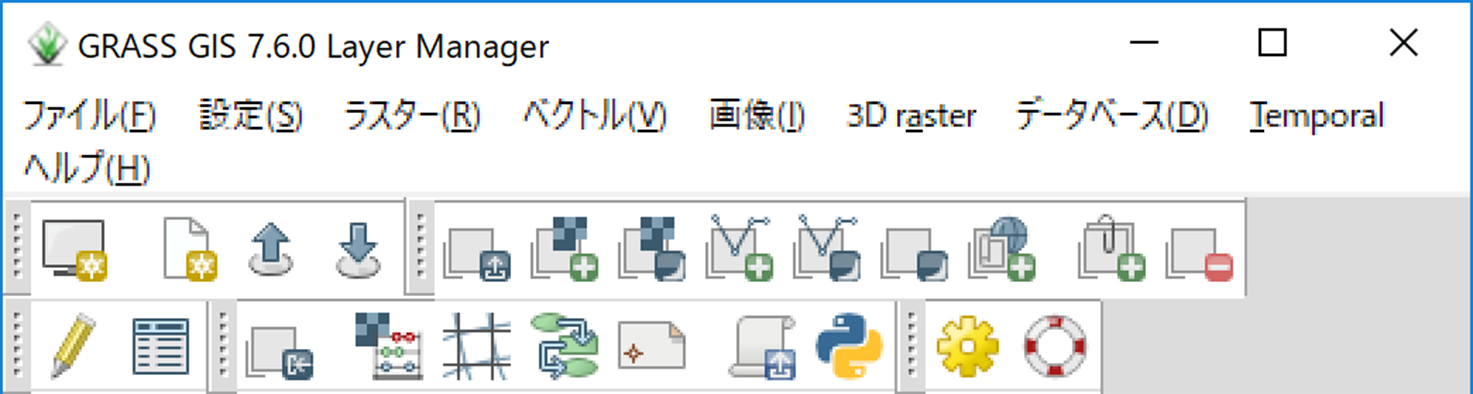 GRASS GIS 7.6.0 Layer Manager
ファイル(F) 設定(S) ラスター(R) ベクトル(V) 画像(I) 3D raster データベース(D) Temporal
ヘルプ(H)